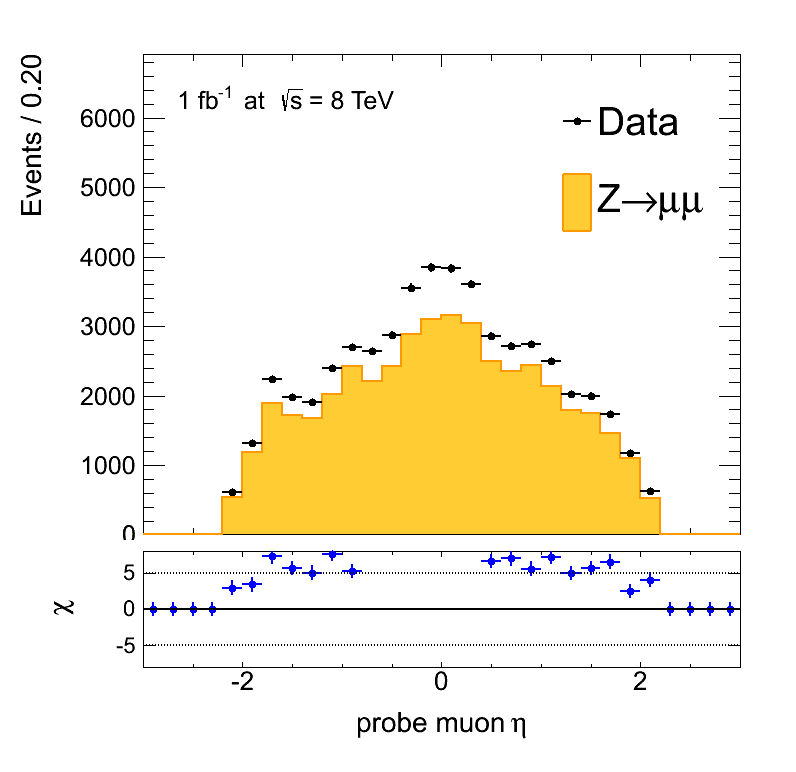 Events / 0.20
1 fb⁻¹ at √s = 8 TeV
Data
Z→μμ
6000
5000
4000
3000
2000
1000
0
χ
5
0
-5
-2 0 2
probe muon η